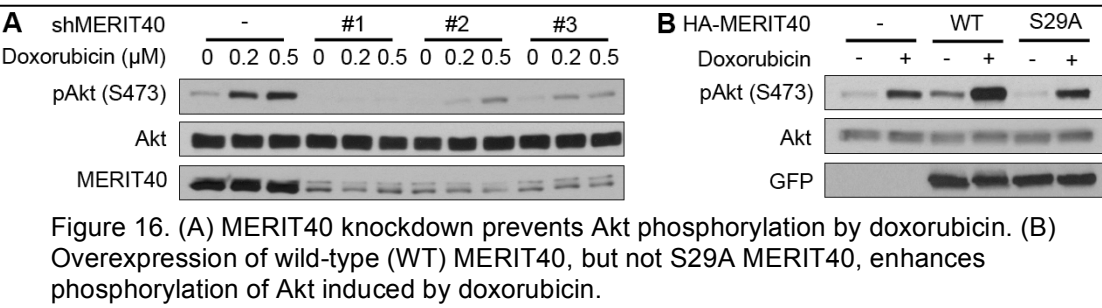 A shMERIT40 - #1 #2 #3
Doxorubicin (μM) 0 0.2 0.5 0 0.2 0.5 0 0.2 0.5 0 0.2 0.5
pAkt (S473)
Akt
MERIT40
B HA-MERIT40 - WT S29A
Doxorubicin - + - + - +
pAkt (S473)
Akt
GFP
Figure 16. (A) MERIT40 knockdown prevents Akt phosphorylation by doxorubicin. (B)
Overexpression of wild-type (WT) MERIT40, but not S29A MERIT40, enhances
phosphorylation of Akt induced by doxorubicin.